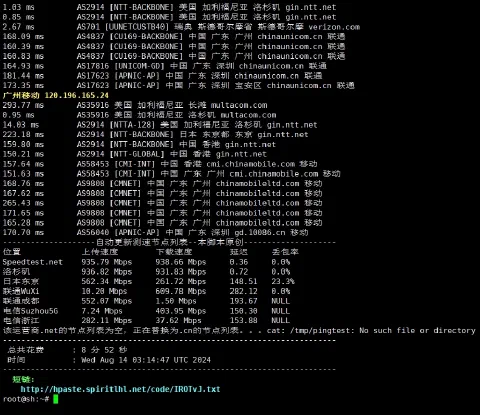 1.03 ms AS2914 [NTT-BACKBONE] 美国 加利福尼亚 洛杉矶 gin.ntt.net
0.85 ms AS2914 [NTT-BACKBONE] 美国 加利福尼亚 洛杉矶 gin.ntt.net
2.67 ms AS701 [UUNETCUSTB40] 瑞典 斯德哥尔摩省 斯德哥尔摩 verizon.com
168.09 ms AS4837 [CU169-BACKBONE] 中国 广东 广州 chinaunicom.cn 联通
160.39 ms AS4837 [CU169-BACKBONE] 中国 广东 广州 chinaunicom.cn 联通
160.83 ms AS4837 [CU169-BACKBONE] 中国 广东 广州 chinaunicom.cn 联通
164.93 ms AS17816 [UNICOM-GD] 中国 广东 深圳 chinaunicom.cn 联通
181.44 ms AS17623 [APNIC-AP] 中国 广东 深圳 chinaunicom.cn 联通
173.35 ms AS17623 [APNIC-AP] 中国 广东 深圳 宝安区 chinaunicom.cn 联通
广州移动 120.196.165.24
293.77 ms AS35916 美国 加利福尼亚 长滩 multacom.com
0.95 ms AS35916 美国 加利福尼亚 洛杉矶 multacom.com
14.03 ms AS2914 [NTTA-128] 美国 加利福尼亚 洛杉矶 gin.ntt.net
223.18 ms AS2914 [NTT-BACKBONE] 日本 东京都 东京 gin.ntt.net
159.80 ms AS2914 [NTT-BACKBONE] 中国 香港 gin.ntt.net
150.21 ms AS2914 [NTT-GLOBAL] 中国 香港 gin.ntt.net
157.64 ms AS58453 [CMI-INT] 中国 香港 cmi.chinamobile.com 移动
151.63 ms AS58453 [CMI-INT] 中国 广东 广州 cmi.chinamobile.com 移动
168.76 ms AS9808 [CMNET] 中国 广东 广州 chinamobileltd.com 移动
167.62 ms AS9808 [CMNET] 中国 广东 广州 chinamobileltd.com 移动
265.43 ms AS9808 [CMNET] 中国 广东 广州 chinamobileltd.com 移动
171.65 ms AS9808 [CMNET] 中国 广东 广州 chinamobileltd.com 移动
165.28 ms AS9808 [CMNET] 中国 广东 广州 chinamobileltd.com 移动
170.70 ms AS56040 [APNIC-AP] 中国 广东 深圳 gd.10086.cn 移动
--------------------自动更新测速节点列表--本脚本原创--------------------
位置 上传速度 下载速度 延迟 丢包率
Speedtest.net 935.79 Mbps 938.66 Mbps 0.36 0.0%
洛杉矶 936.82 Mbps 931.83 Mbps 0.72 0.0%
日本东京 562.34 Mbps 261.72 Mbps 148.51 23.3%
联通WuXi 10.20 Mbps 609.78 Mbps 282.12 0.0%
联通成都 552.07 Mbps 1.50 Mbps 193.67 NULL
电信Suzhou5G 7.24 Mbps 403.95 Mbps 150.30 NULL
电信浙江 282.11 Mbps 37.62 Mbps 153.88 NULL
该运营商.net的节点列表为空，正在替换为.cn的节点列表。。。cat: /tmp/pingtest: No such file or directory
----------------------------------------------------------------------
总共花费 : 8 分 52 秒
时间 : Wed Aug 14 03:14:47 UTC 2024
----------------------------------------------------------------------
短链:
http://hpaste.spiritlhl.net/code/IROTvJ.txt
root@sh:~#